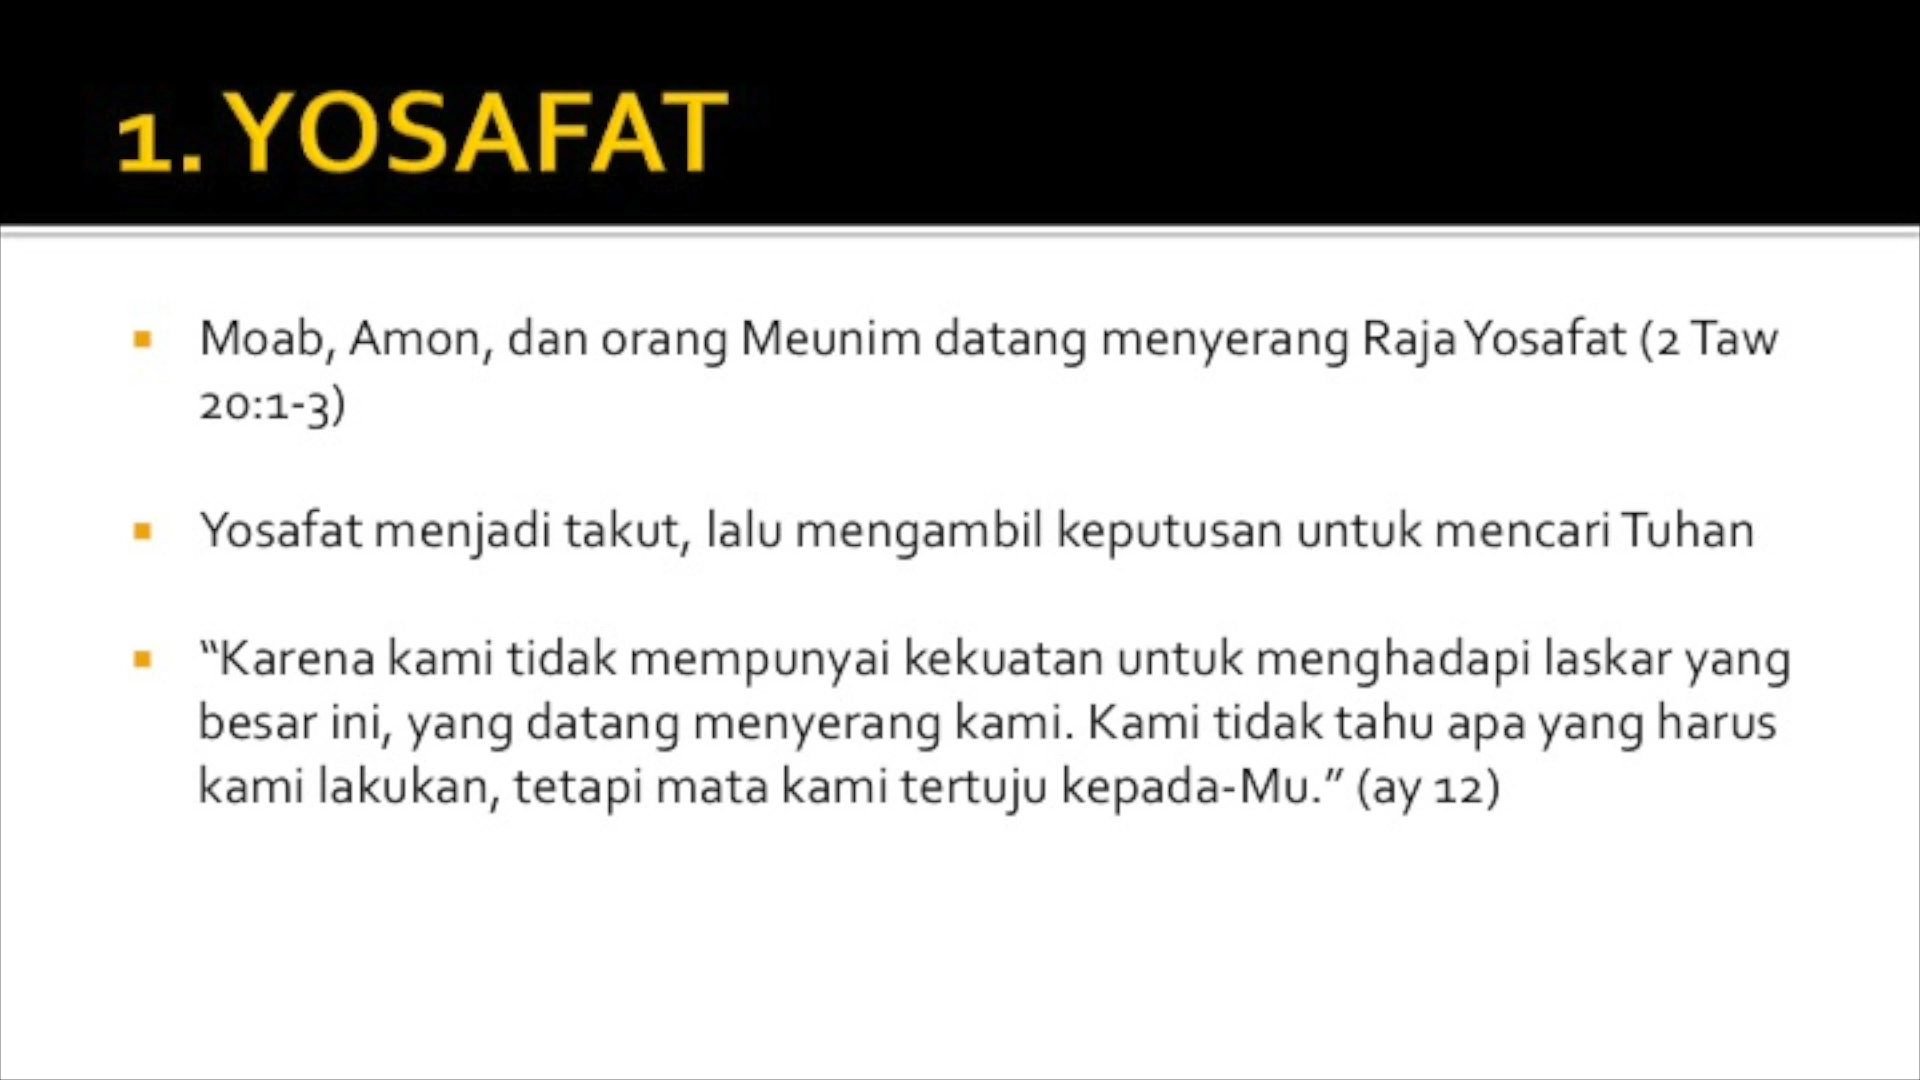 1. YOSAFAT
Moab, Amon, dan orang Meunim datang menyerang Raja Yosafat (2 Taw
20:1-3)
Yosafat menjadi takut, lalu mengambil keputusan untuk mencari Tuhan
“Karena kami tidak mempunyai kekuatan untuk menghadapi laskar yang
besar ini, yang datang menyerang kami. Kami tidak tahu apa yang harus
kami lakukan, tetapi mata kami tertuju kepada-Mu.” (ay 12)